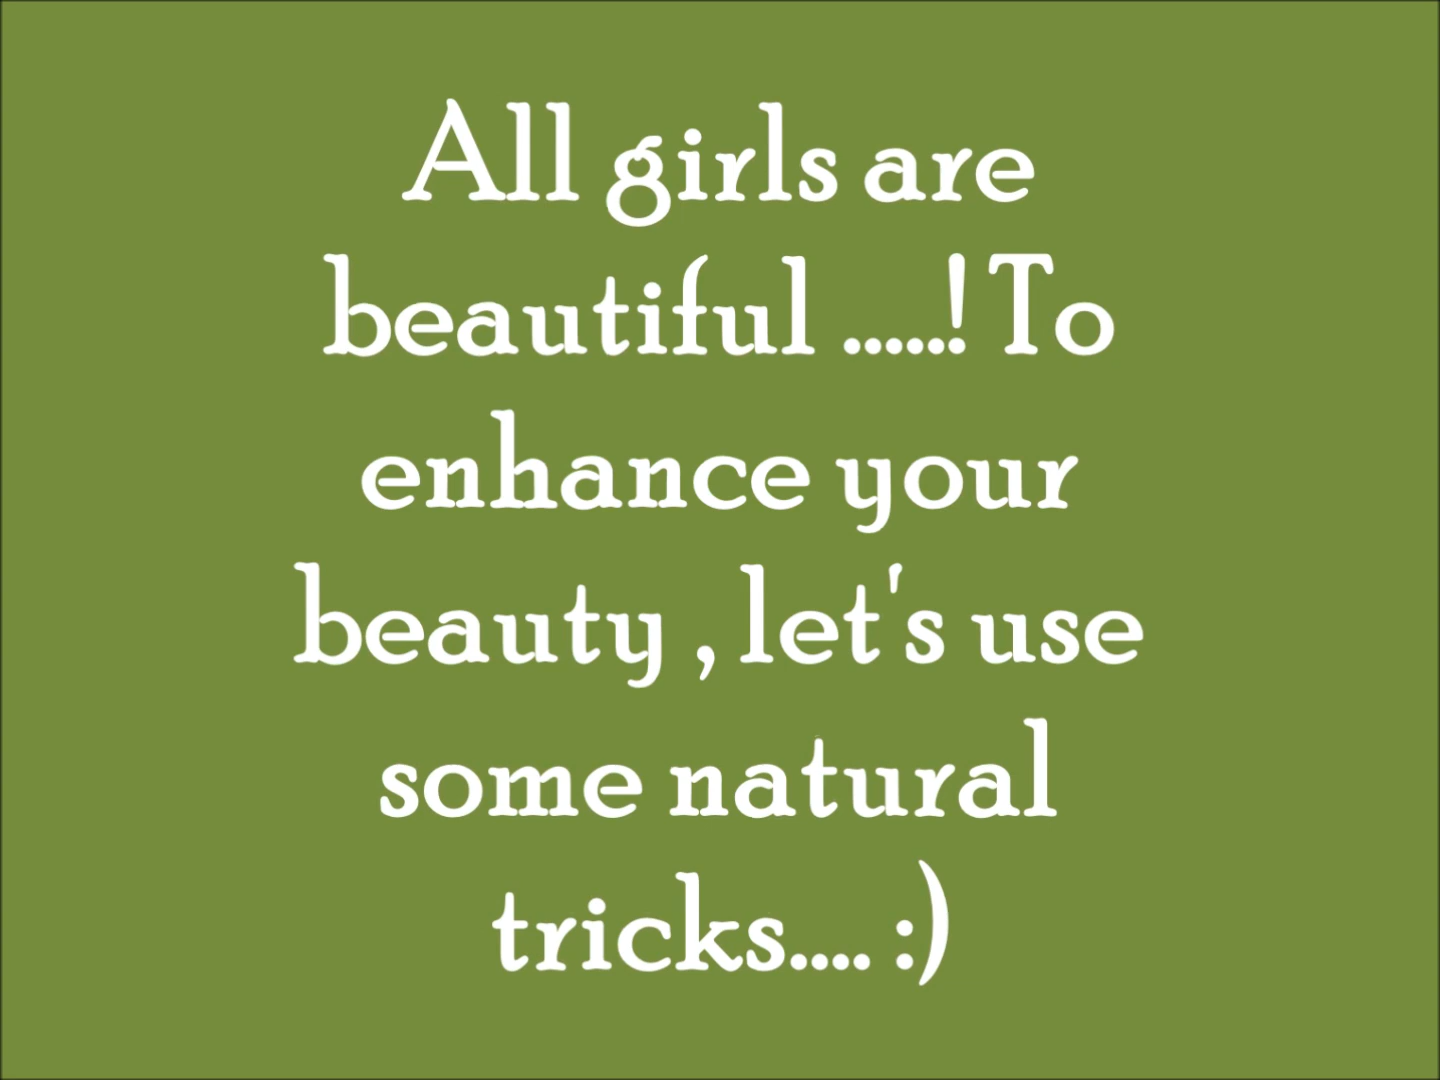 All girls are
beautiful .....! To
enhance your
beauty , let's use
some natural
tricks.... :)